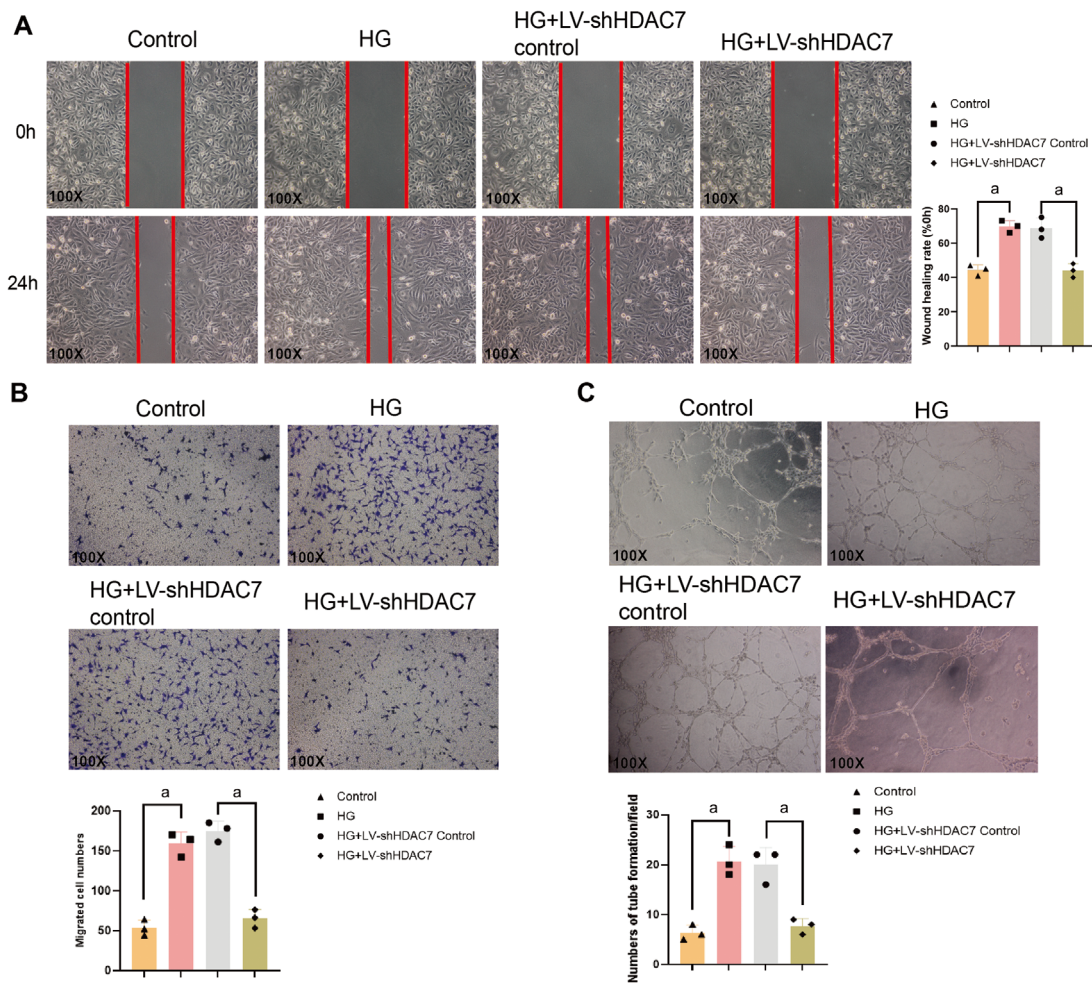 A
Control
HG
HG+LV-shHDAC7
control
HG+LV-shHDAC7
0h
100X
100X
100X
100X
24h
100X
100X
100X
100X
Control
HG
HG+LV-shHDAC7 Control
HG+LV-shHDAC7
a
a
Wound healing rate (%0h)
80
60
40
20
0
B
Control
HG
100X
100X
HG+LV-shHDAC7
control
HG+LV-shHDAC7
100X
100X
a
a
Migrated cell numbers
200
150
100
50
0
Control
HG
HG+LV-shHDAC7 Control
HG+LV-shHDAC7
C
Control
HG
100X
100X
HG+LV-shHDAC7
control
HG+LV-shHDAC7
100X
100X
a
a
Numbers of tube formation/field
30
20
10
0
Control
HG
HG+LV-shHDAC7 Control
HG+LV-shHDAC7